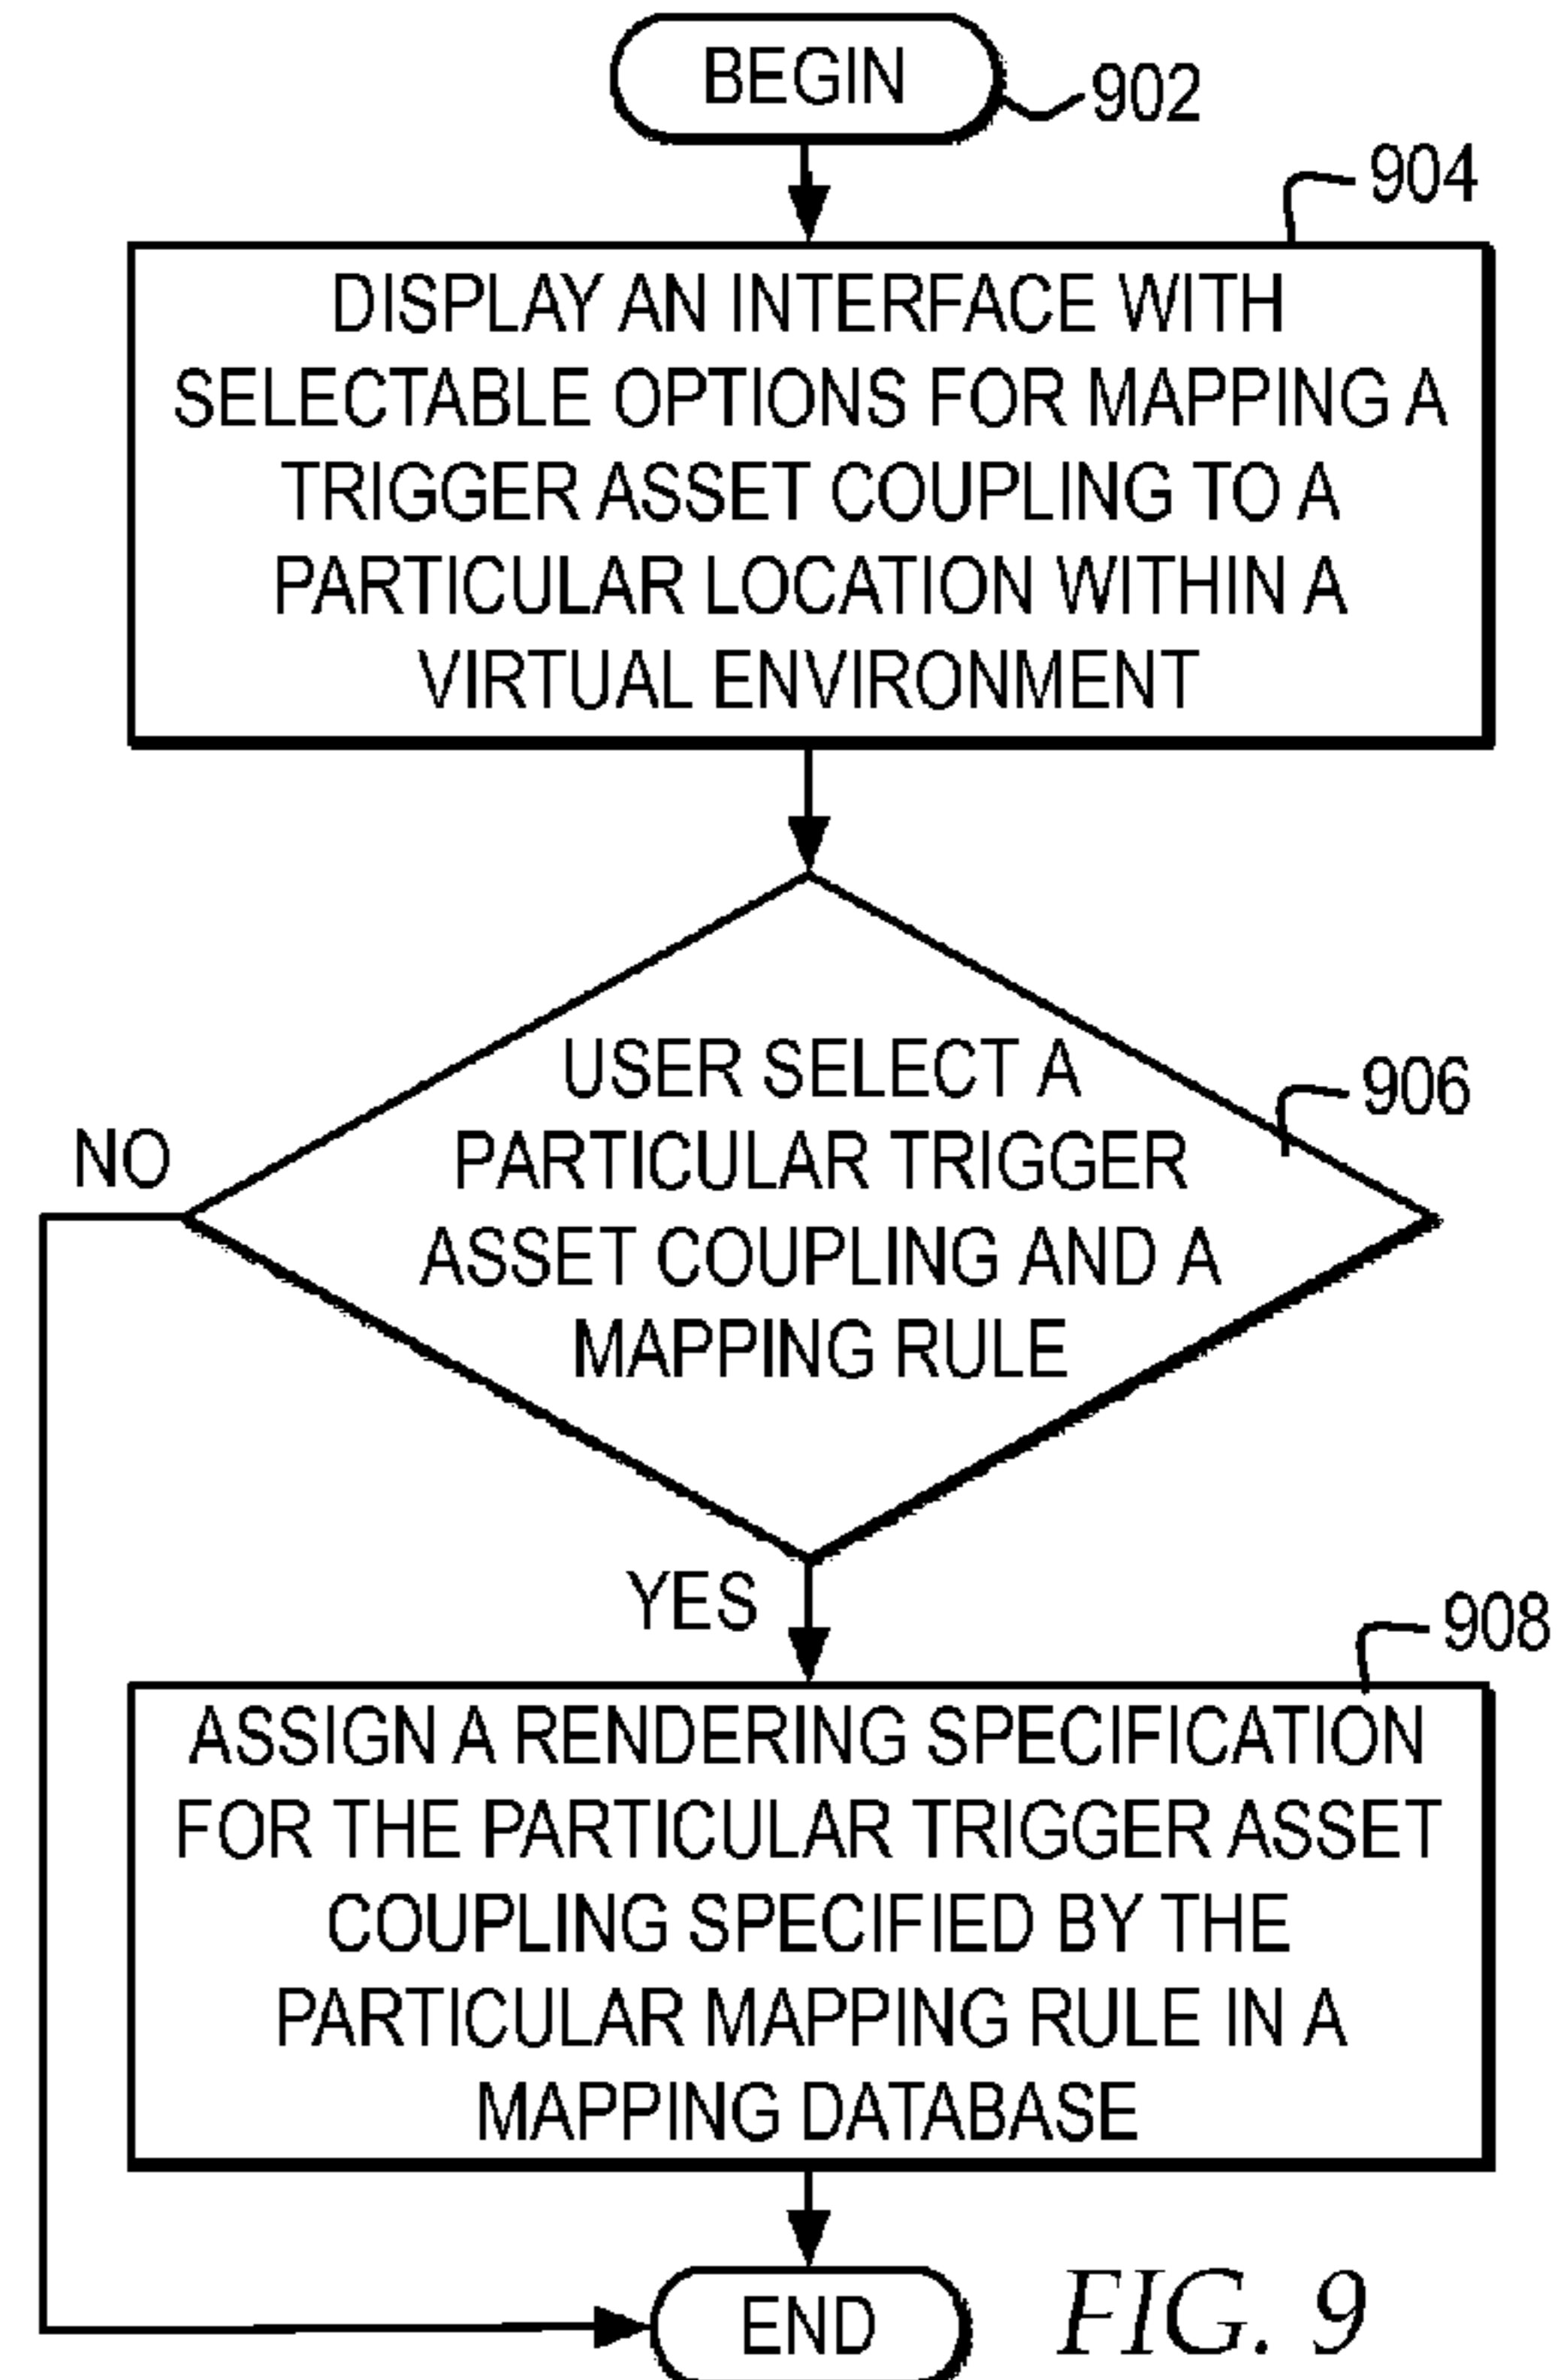 BEGIN
902
904
DISPLAY AN INTERFACE WITH
SELECTABLE OPTIONS FOR MAPPING A
TRIGGER ASSET COUPLING TO A
PARTICULAR LOCATION WITHIN A
VIRTUAL ENVIRONMENT
USER SELECT A
PARTICULAR TRIGGER
ASSET COUPLING AND A
MAPPING RULE
906
NO
YES
908
ASSIGN A RENDERING SPECIFICATION
FOR THE PARTICULAR TRIGGER ASSET
COUPLING SPECIFIED BY THE
PARTICULAR MAPPING RULE IN A
MAPPING DATABASE
END
FIG. 9